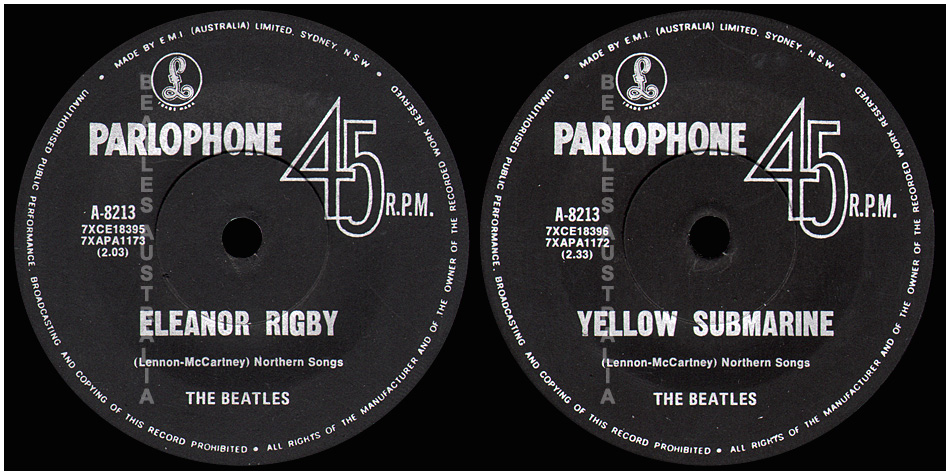 MADE BY E.M.I. (AUSTRALIA) LIMITED, SYDNEY, N.S.W. •
UNAUTHORISED PUBLIC PERFORMANCE, BROADCASTING AND COPYING OF THIS RECORD PROHIBITED • ALL RIGHTS OF THE MANUFACTURER AND OF THE OWNER OF THE RECORDED WORK RESERVED •
£
TRADE MARK
PARLOPHONE
45
R.P.M.
A-8213
7XCE18395
7XAPA1173
(2.03)
ELEANOR RIGBY
(Lennon-McCartney) Northern Songs
THE BEATLES
BEATLES AUSTRALIA
MADE BY E.M.I. (AUSTRALIA) LIMITED, SYDNEY, N.S.W. •
UNAUTHORISED PUBLIC PERFORMANCE, BROADCASTING AND COPYING OF THIS RECORD PROHIBITED • ALL RIGHTS OF THE MANUFACTURER AND OF THE OWNER OF THE RECORDED WORK RESERVED •
£
TRADE MARK
PARLOPHONE
45
R.P.M.
A-8213
7XCE18396
7XAPA1172
(2.33)
YELLOW SUBMARINE
(Lennon-McCartney) Northern Songs
THE BEATLES
BEATLES AUSTRALIA